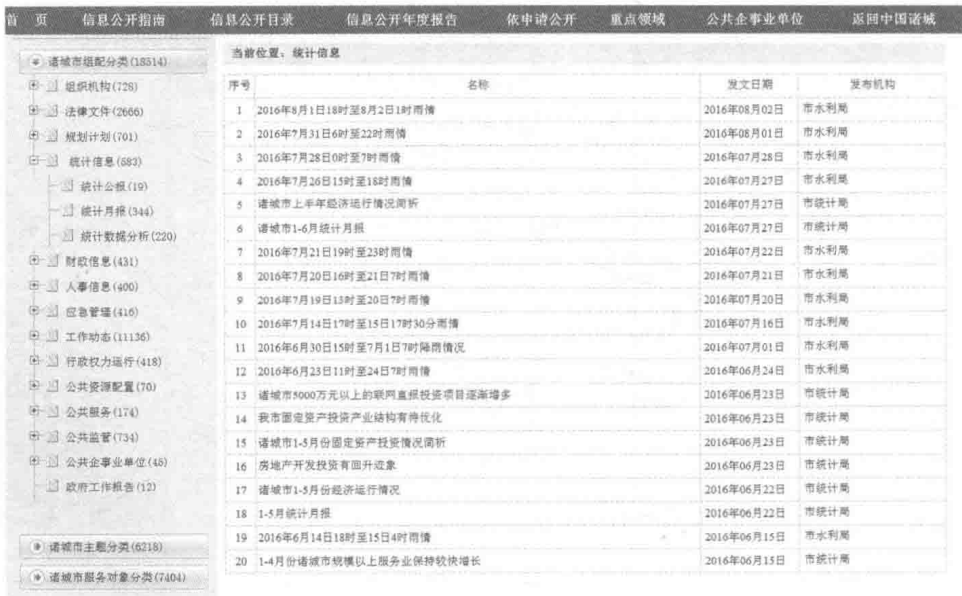 首 页 信息公开指南 信息公开目录 信息公开年度报告 依申请公开 重点领域 公共企事业单位 返回中国诸城
诸城市组配分类(18514)
组织机构(728)
法律文件(2666)
规划计划(701)
统计信息(583)
统计公报(19)
统计月报(344)
统计数据分析(220)
财政信息(431)
人事信息(400)
应急管理(416)
工作动态(11136)
行政权力运行(418)
公共资源配置(70)
公共服务(174)
公共监管(734)
公共企事业单位(45)
政府工作报告(12)
诸城市主题分类(6218)
诸城市服务对象分类(7404)
当前位置：统计信息
序号 名称 发文日期 发布机构
1 2016年8月1日18时至8月2日1时雨情 2016年08月02日 市水利局
2 2016年7月31日6时至22时雨情 2016年08月01日 市水利局
3 2016年7月28日0时至7时雨情 2016年07月28日 市水利局
4 2016年7月26日15时至18时雨情 2016年07月27日 市水利局
5 诸城市上半年经济运行情况简析 2016年07月27日 市统计局
6 诸城市1-6月统计月报 2016年07月27日 市统计局
7 2016年7月21日19时至23时雨情 2016年07月22日 市水利局
8 2016年7月20日16时至21日7时雨情 2016年07月21日 市水利局
9 2016年7月19日13时至20日7时雨情 2016年07月20日 市水利局
10 2016年7月14日17时至15日17时30分雨情 2016年07月16日 市水利局
11 2016年6月30日15时至7月1日7时降雨情况 2016年07月01日 市水利局
12 2016年6月23日11时至24日7时雨情 2016年06月24日 市水利局
13 诸城市5000万元以上的联网直报投资项目逐渐增多 2016年06月23日 市统计局
14 我市固定资产投资产业结构有待优化 2016年06月23日 市统计局
15 诸城市1-5月份固定资产投资情况简析 2016年06月23日 市统计局
16 房地产开发投资有回升迹象 2016年06月23日 市统计局
17 诸城市1-5月份经济运行情况 2016年06月22日 市统计局
18 1-5月统计月报 2016年06月22日 市统计局
19 2016年6月14日18时至15日4时雨情 2016年06月15日 市水利局
20 1-4月份诸城市规模以上服务业保持较快增长 2016年06月15日 市统计局